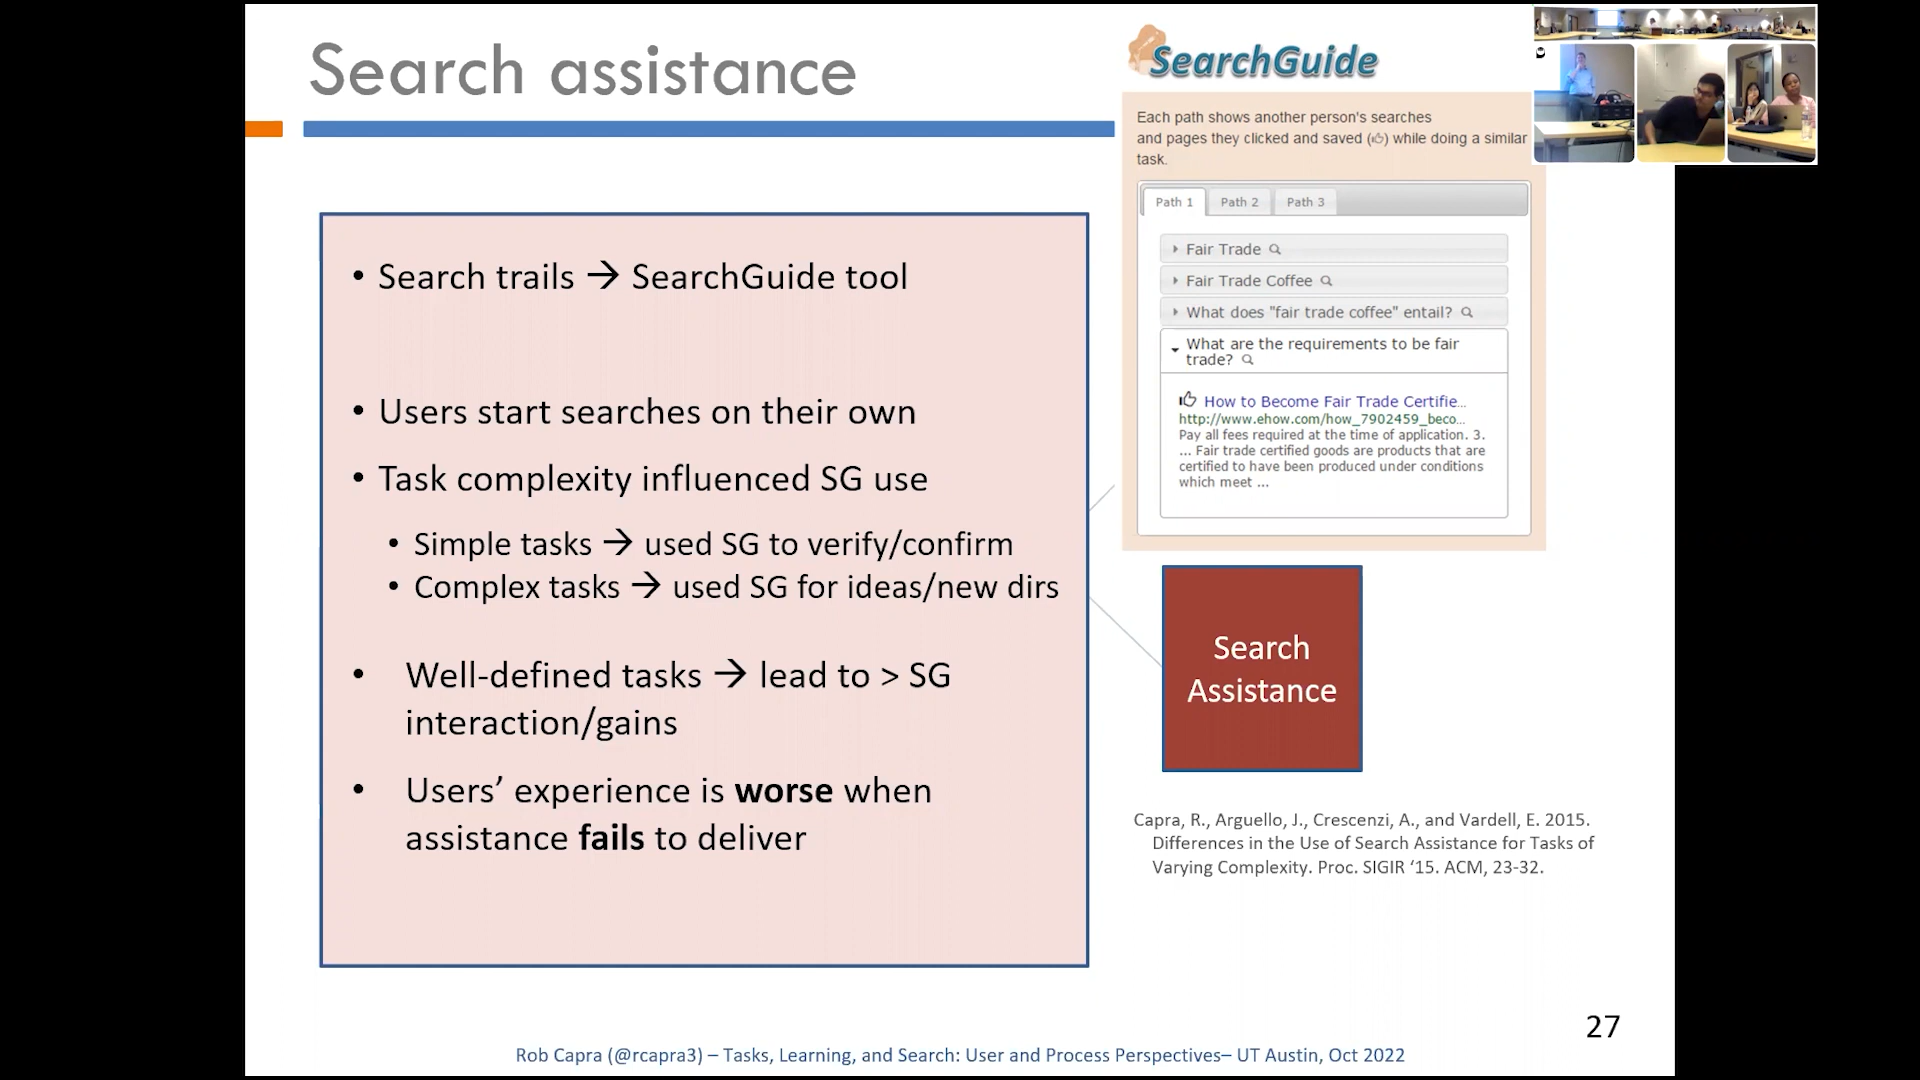 Search assistance
• Search trails → SearchGuide tool
• Users start searches on their own
• Task complexity influenced SG use
• Simple tasks → used SG to verify/confirm
• Complex tasks → used SG for ideas/new dirs
• Well-defined tasks → lead to > SG
interaction/gains
• Users’ experience is worse when
assistance fails to deliver
SearchGuide
Each path shows another person's searches
and pages they clicked and saved () while doing a similar
task.
Path 1 Path 2 Path 3
Fair Trade
Fair Trade Coffee
What does "fair trade coffee" entail?
What are the requirements to be fair
trade?
How to Become Fair Trade Certifie...
http://www.ehow.com/how_7902459_beco...
Pay all fees required at the time of application. 3.
... Fair trade certified goods are products that are
certified to have been produced under conditions
which meet ...
Search
Assistance
Capra, R., Arguello, J., Crescenzi, A., and Vardell, E. 2015.
Differences in the Use of Search Assistance for Tasks of
Varying Complexity. Proc. SIGIR ‘15. ACM, 23-32.
27
Rob Capra (@rcapra3) – Tasks, Learning, and Search: User and Process Perspectives– UT Austin, Oct 2022